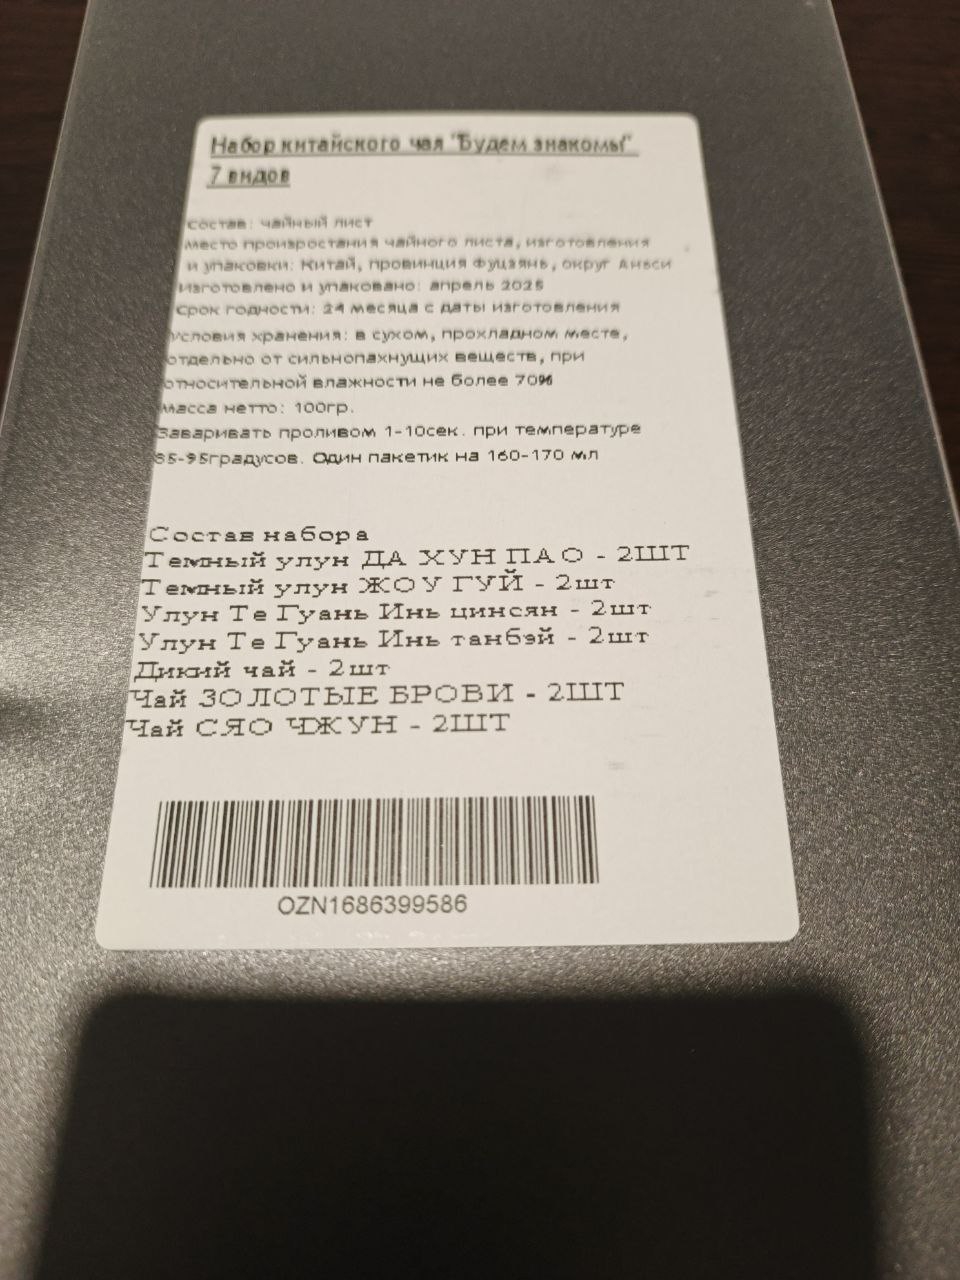 Набор китайского чая "Будем знакомы!"
7 видов
Состав: чайный лист
Место произростания чайного листа, изготовления
и упаковки: Китай, провинция Фуцзянь, округ Аньси
Изготовлено и упаковано: апрель 2025
Срок годности: 24 месяца с даты изготовления
Условия хранения: в сухом, прохладном месте,
отдельно от сильнопахнущих веществ, при
относительной влажности не более 70%
Масса нетто: 100гр.
Заваривать проливом 1-10сек. при температуре
85-95градусов. Один пакетик на 160-170 мл
Состав набора
Темный улун ДА ХУН ПАО - 2ШТ
Темный улун ЖОУ ГУЙ - 2шт
Улун Те Гуань Инь цинсян - 2шт
Улун Те Гуань Инь танбэй - 2шт
Дикий чай - 2шт
Чай ЗОЛОТЫЕ БРОВИ - 2ШТ
Чай СЯО ЧЖУН - 2ШТ
OZN1686399586